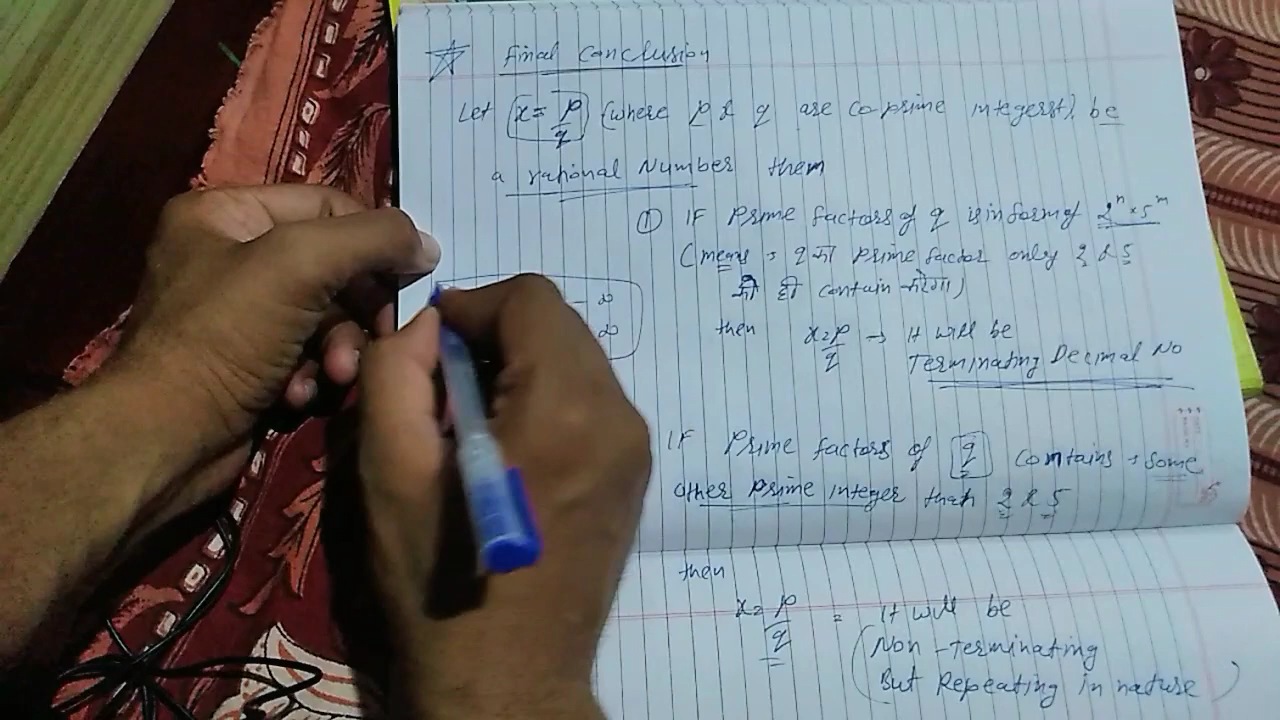 Final Conclusion
Let x = p/q (where p & q are co-prime integerst) be
a rational Number them
① IF Prime factors of q is in form of 2ⁿ × 5ᵐ
(means → q का prime factor only 2 & 5
को ही contain करेगा)
- ∞
∞
then x = p/q → it will be
Terminating Decimal No
IF Prime factors of q contains → some
other prime integer than 2 & 5
then
x = p/q = it will be
(Non-terminating
But Repeating in nature)